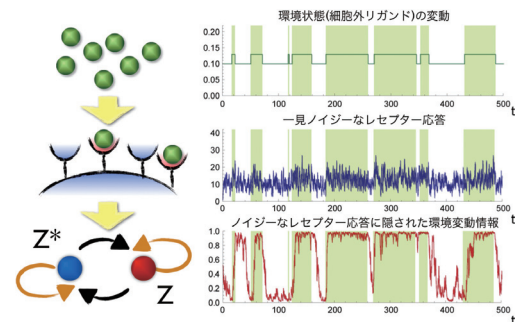 環境状態(細胞外リガンド)の変動
0.20
0.15
0.10
0.05
0.00
0 100 200 300 400 500 t
一見ノイジーなレセプター応答
40
30
20
10
0
0 100 200 300 400 500 t
ノイジーなレセプター応答に隠された環境変動情報
1.0
0.8
0.6
0.4
0.2
0.0
0 100 200 300 400 500 t
Z*
Z